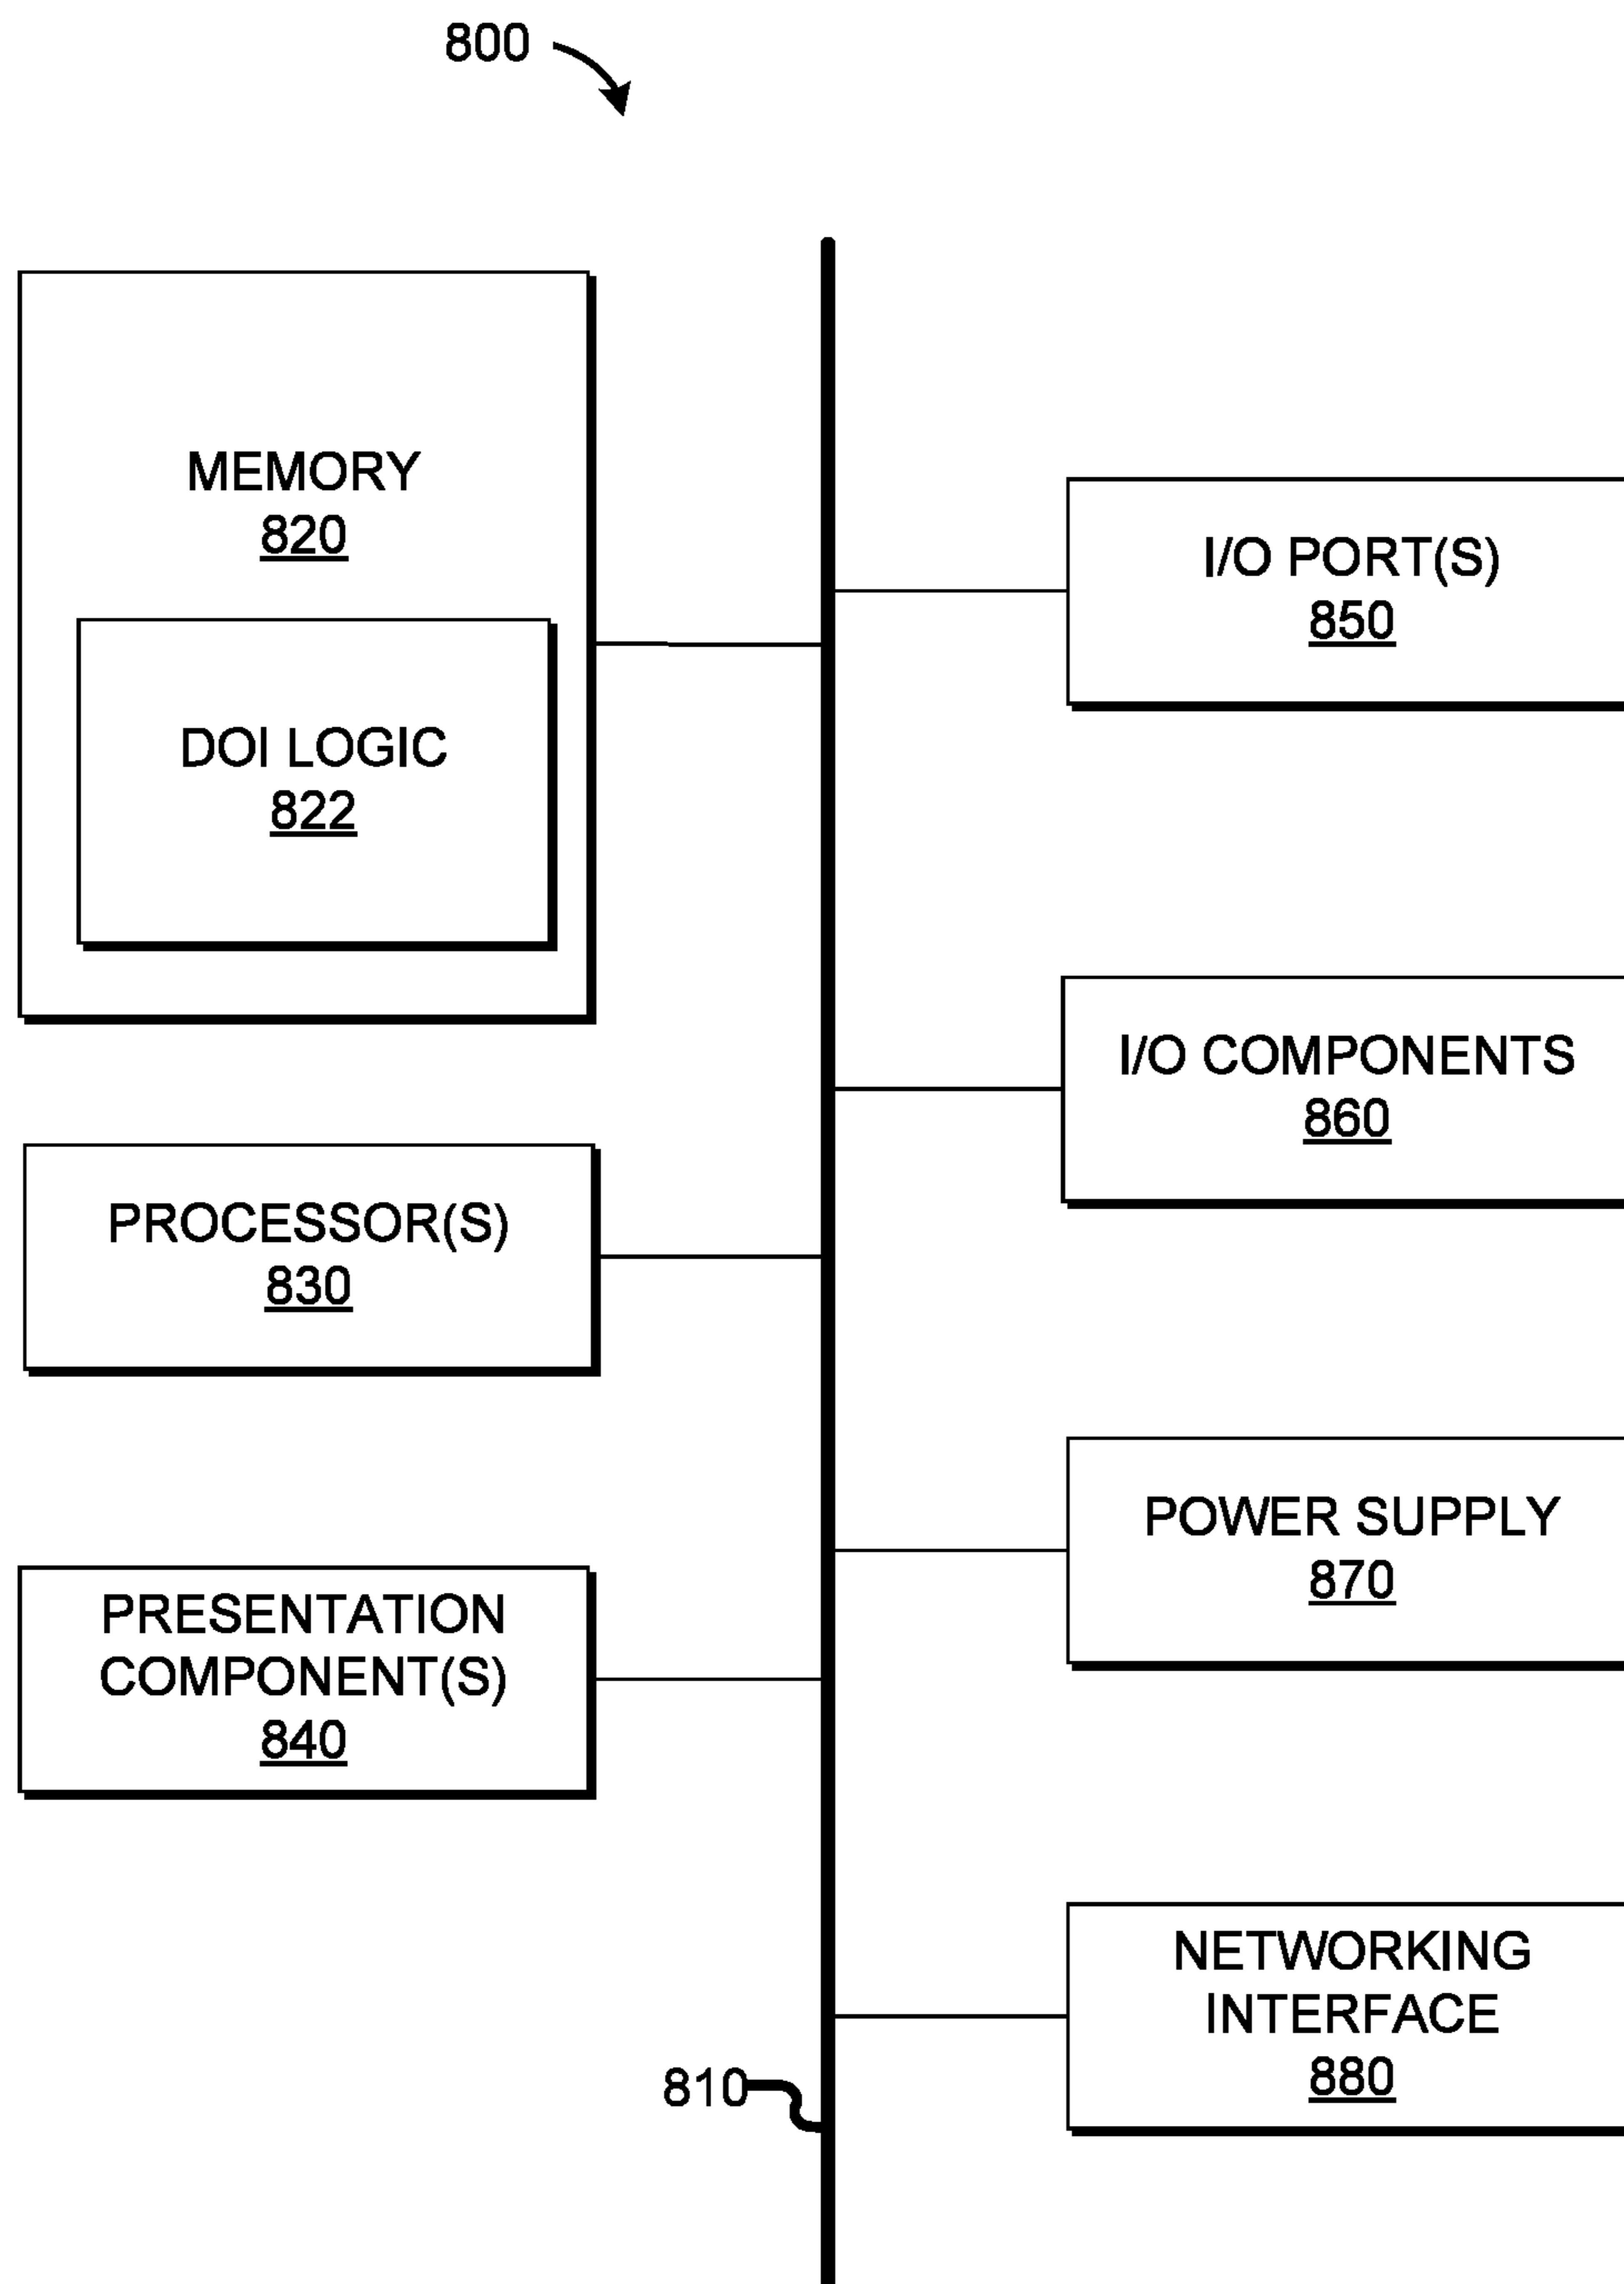 800
MEMORY
820
DOI LOGIC
822
PROCESSOR(S)
830
PRESENTATION
COMPONENT(S)
840
I/O PORT(S)
850
I/O COMPONENTS
860
POWER SUPPLY
870
NETWORKING
INTERFACE
880
810